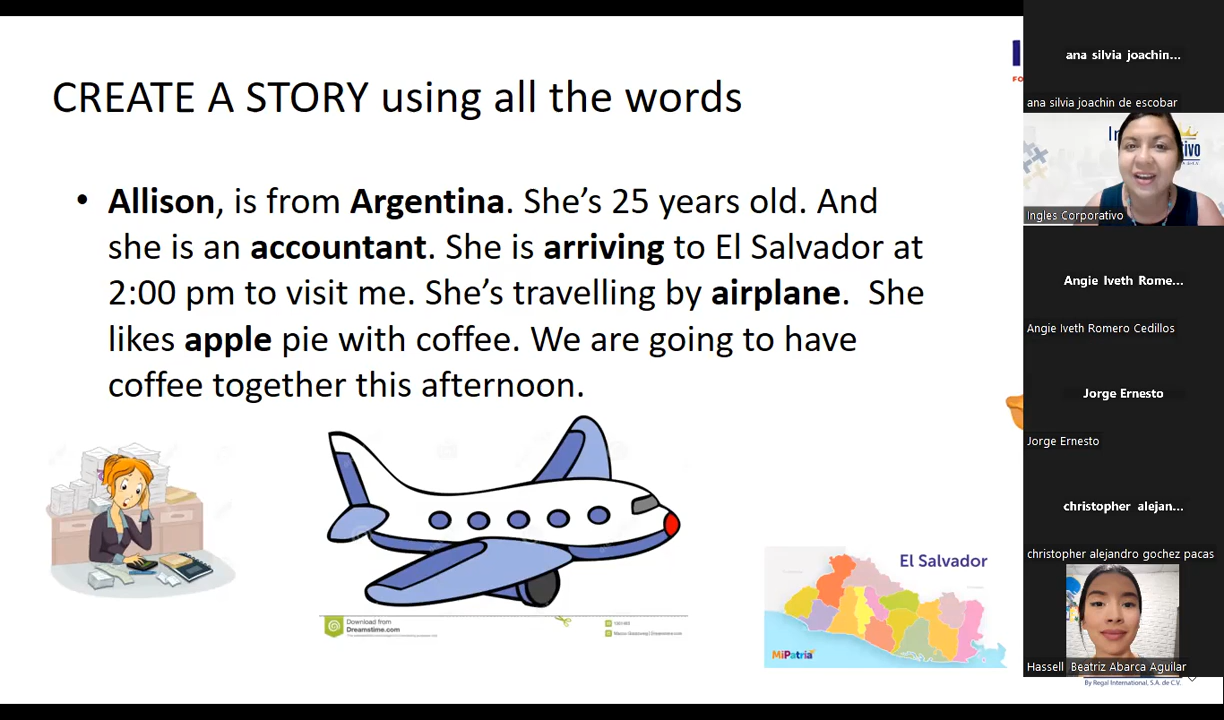 CREATE A STORY using all the words
• Allison, is from Argentina. She's 25 years old. And
she is an accountant. She is arriving to El Salvador at
2:00 pm to visit me. She's travelling by airplane.  She
likes apple pie with coffee. We are going to have
coffee together this afternoon.
Download from
Dreamstime.com
El Salvador
MiPatria
By Regal International, S.A. de C.V.
ana silvia joachin...
ana silvia joachin de escobar
Ingles Corporativo
Angie Iveth Rome...
Angie Iveth Romero Cedillos
Jorge Ernesto
Jorge Ernesto
christopher alejan...
christopher alejandro gochez pacas
Hassell Beatriz Abarca Aguilar